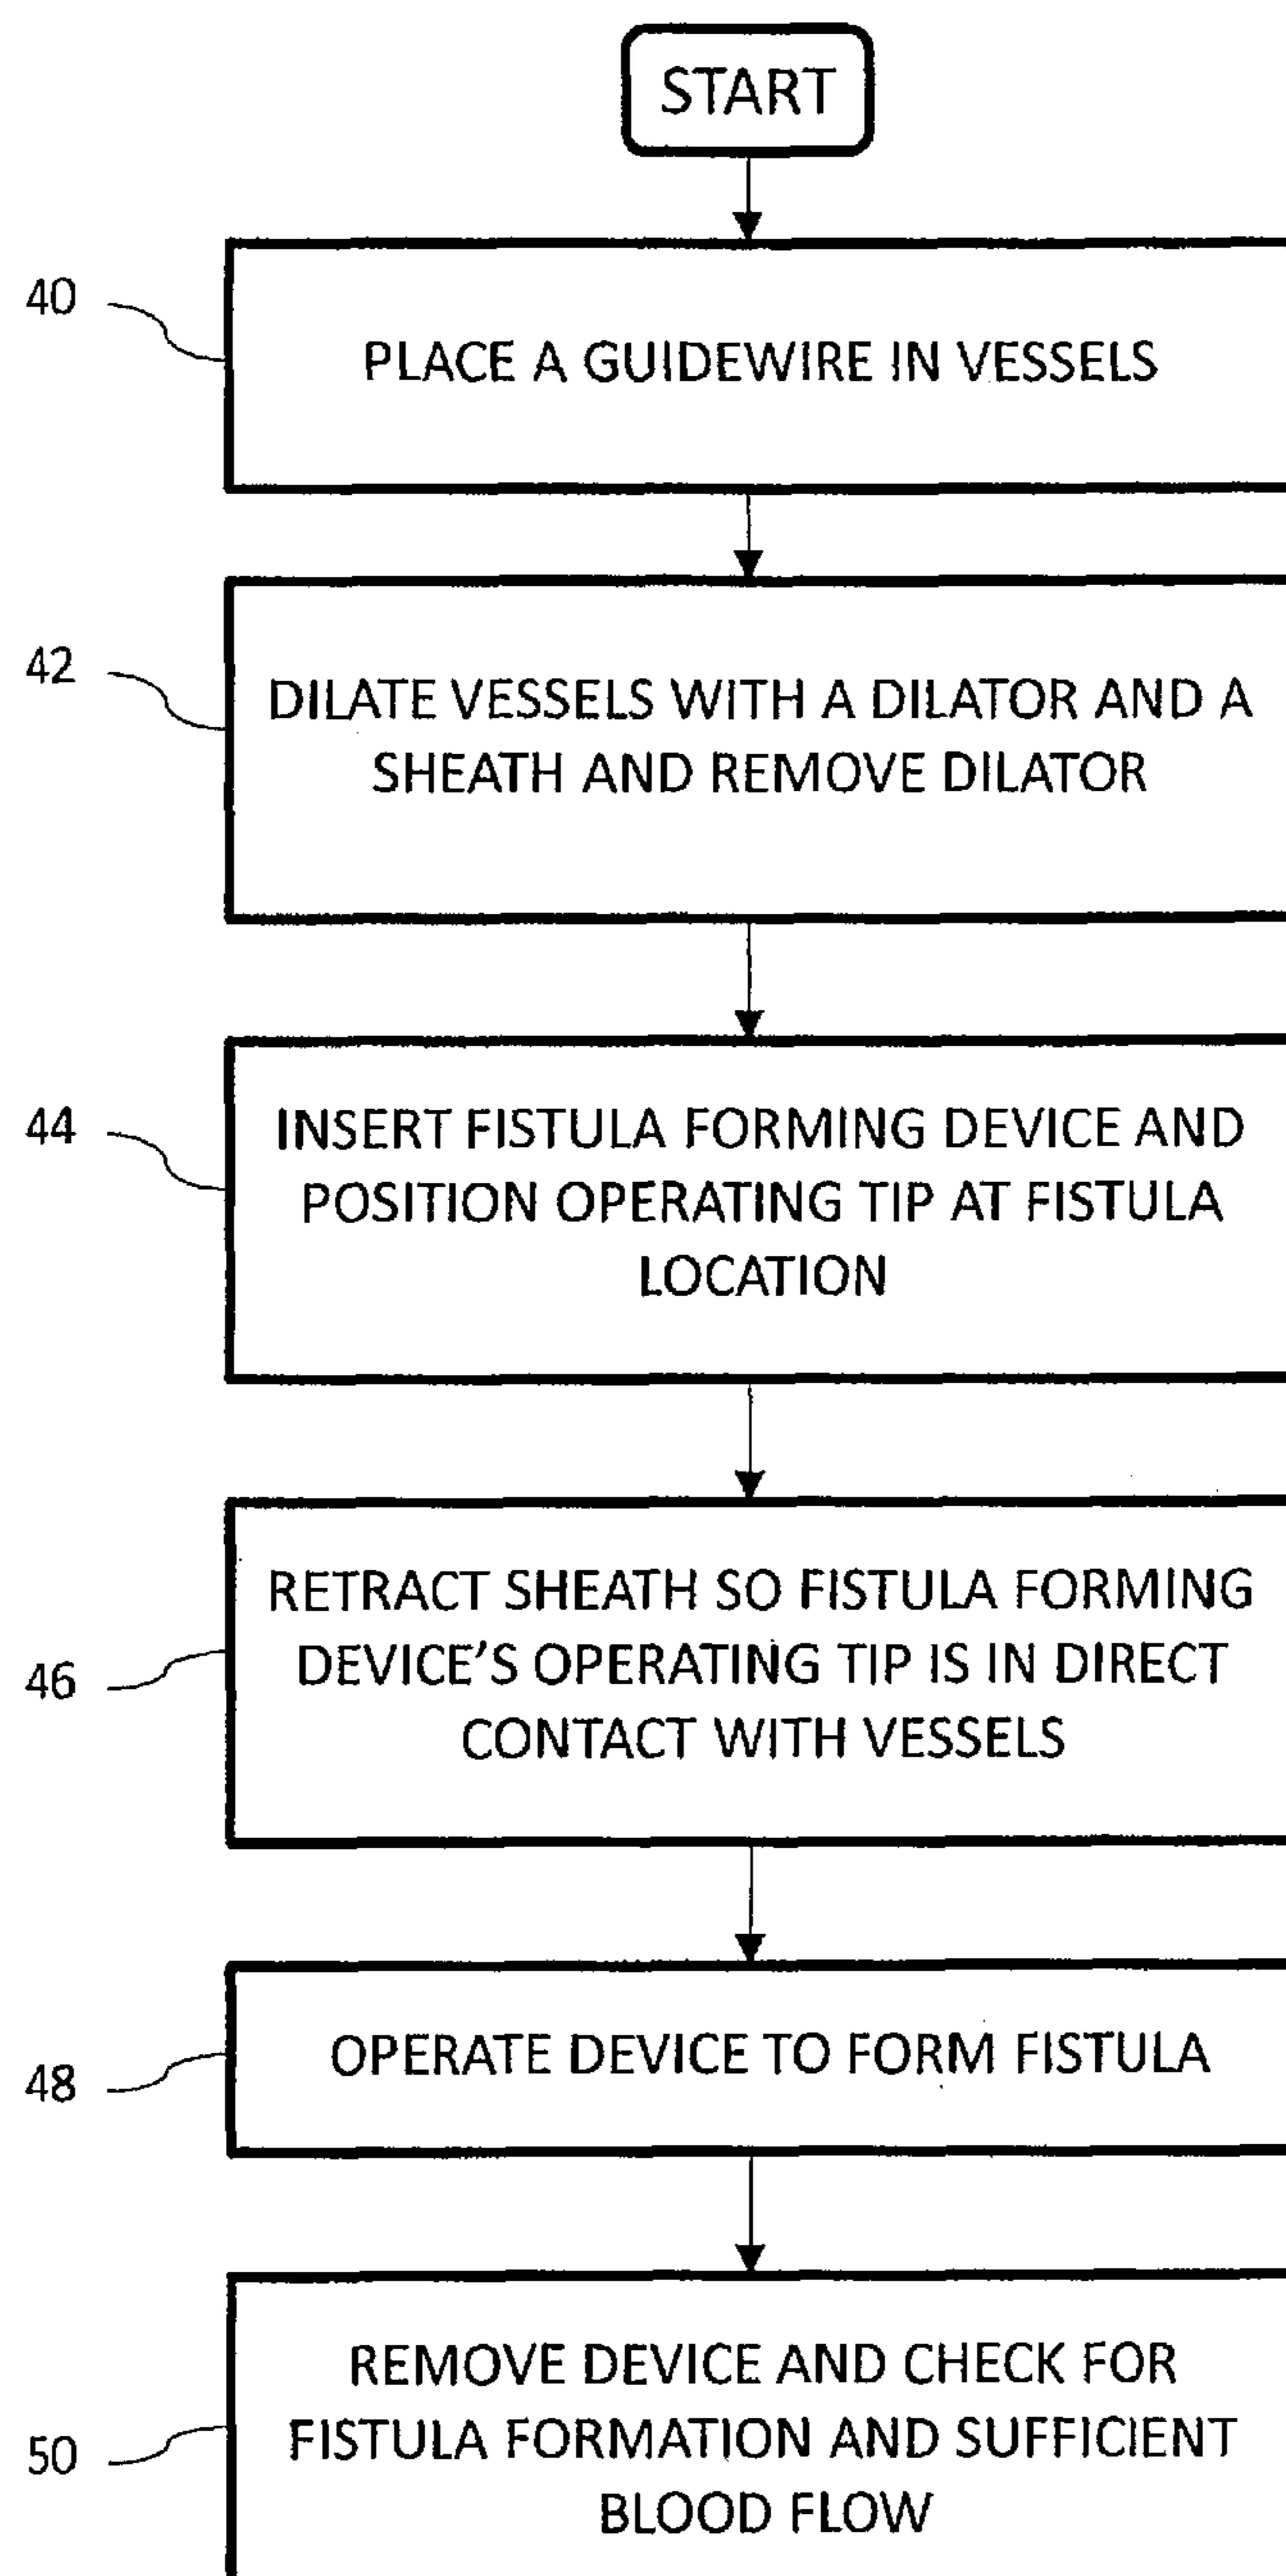 START
40
PLACE A GUIDEWIRE IN VESSELS
42
DILATE VESSELS WITH A DILATOR AND A
SHEATH AND REMOVE DILATOR
44
INSERT FISTULA FORMING DEVICE AND
POSITION OPERATING TIP AT FISTULA
LOCATION
46
RETRACT SHEATH SO FISTULA FORMING
DEVICE'S OPERATING TIP IS IN DIRECT
CONTACT WITH VESSELS
48
OPERATE DEVICE TO FORM FISTULA
50
REMOVE DEVICE AND CHECK FOR
FISTULA FORMATION AND SUFFICIENT
BLOOD FLOW